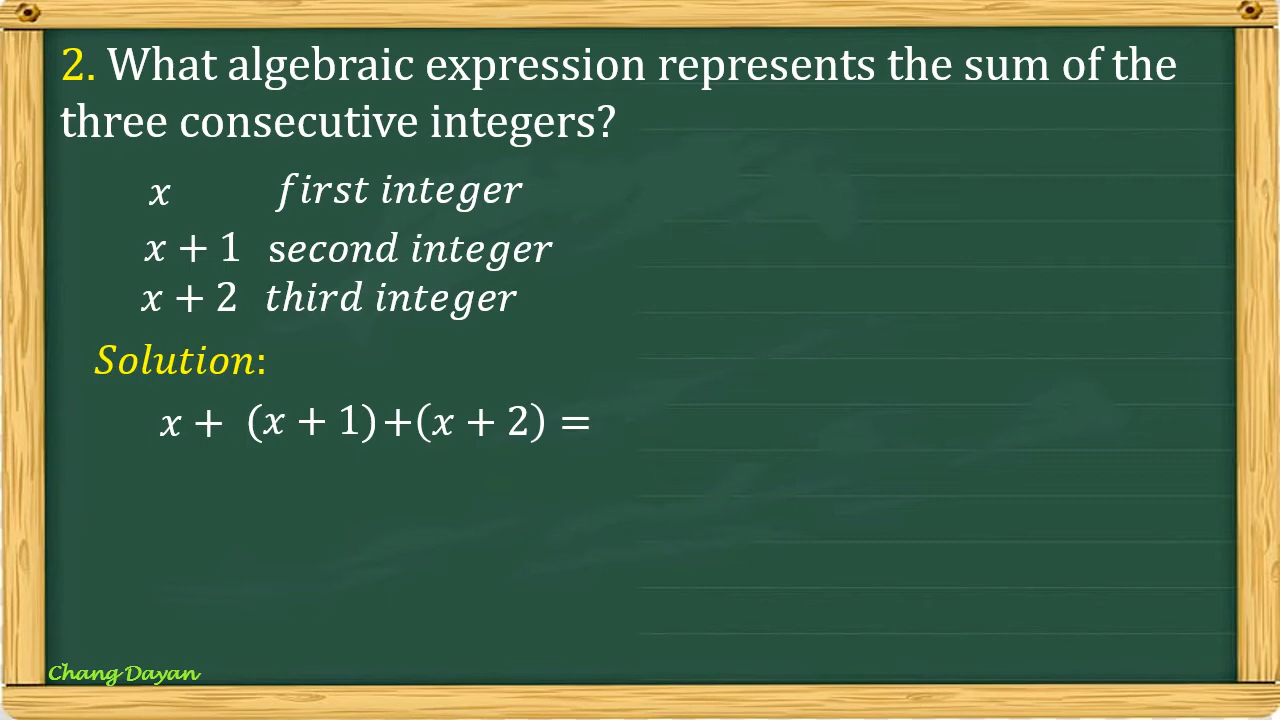 2. What algebraic expression represents the sum of the
three consecutive integers?
x first integer
x + 1 second integer
x + 2 third integer
Solution:
x + (x + 1)+(x + 2) =
Chang Dayan